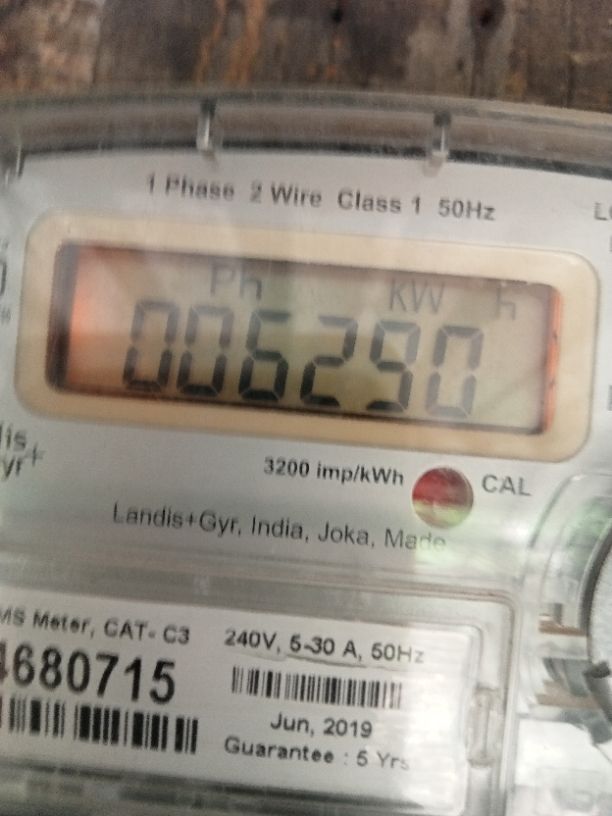 1 Phase 2 Wire Class 1 50Hz
Ph KW h
006290
3200 imp/kWh CAL
Landis+Gyr, India, Joka, Made
MS Meter, CAT- C3
240V, 5-30 A, 50Hz
4680715
Jun, 2019
Guarantee : 5 Yrs